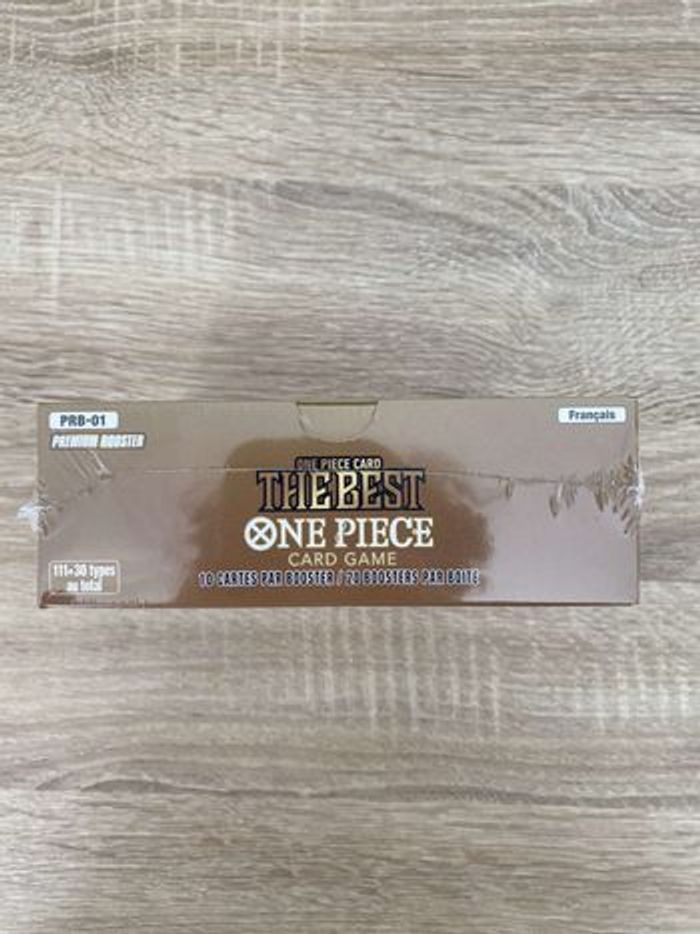 PRB-01
Français
PREMIUM BOOSTER
ONE PIECE CARD
THE BEST
ONE PIECE
CARD GAME
111+30 types
au total
10 CARTES PAR BOOSTER / 20 BOOSTERS PAR BOITE